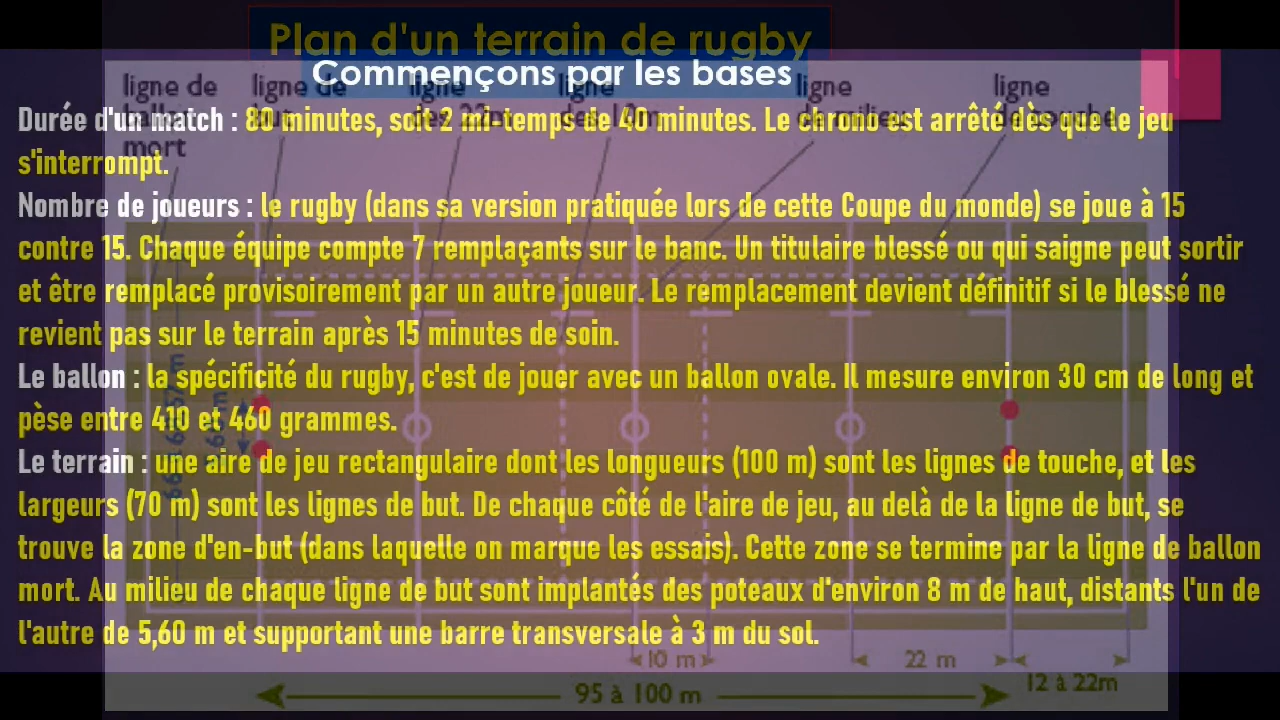 Plan d'un terrain de rugby
Commençons par les bases
ligne de
ligne de
ligne
ligne
ligne
ligne
ballon
des 22m
des 10m
de milieu
de touche
mort
Durée d'un match : 80 minutes, soit 2 mi-temps de 40 minutes. Le chrono est arrêté dès que le jeu
s'interrompt.
Nombre de joueurs : le rugby (dans sa version pratiquée lors de cette Coupe du monde) se joue à 15
contre 15. Chaque équipe compte 7 remplaçants sur le banc. Un titulaire blessé ou qui saigne peut sortir
et être remplacé provisoirement par un autre joueur. Le remplacement devient définitif si le blessé ne
revient pas sur le terrain après 15 minutes de soin.
Le ballon : la spécificité du rugby, c'est de jouer avec un ballon ovale. Il mesure environ 30 cm de long et
pèse entre 410 et 460 grammes.
Le terrain : une aire de jeu rectangulaire dont les longueurs (100 m) sont les lignes de touche, et les
largeurs (70 m) sont les lignes de but. De chaque côté de l'aire de jeu, au delà de la ligne de but, se
trouve la zone d'en-but (dans laquelle on marque les essais). Cette zone se termine par la ligne de ballon
mort. Au milieu de chaque ligne de but sont implantés des poteaux d'environ 8 m de haut, distants l'un de
l'autre de 5,60 m et supportant une barre transversale à 3 m du sol.
10 m
22 m
12 à 22m
95 à 100 m